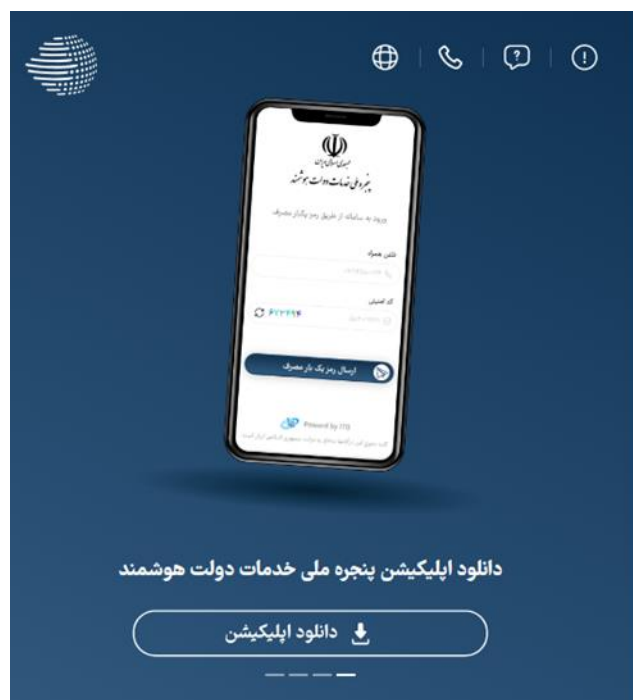 جمهوری اسلامی ایران
پنجره ملی خدمات دولت هوشمند
ورود به سامانه از طریق رمز یکبار مصرف
تلفن همراه
کد امنیتی
ارسال رمز یک بار مصرف
Powered by ITO
دانلود اپلیکیشن پنجره ملی خدمات دولت هوشمند
دانلود اپلیکیشن